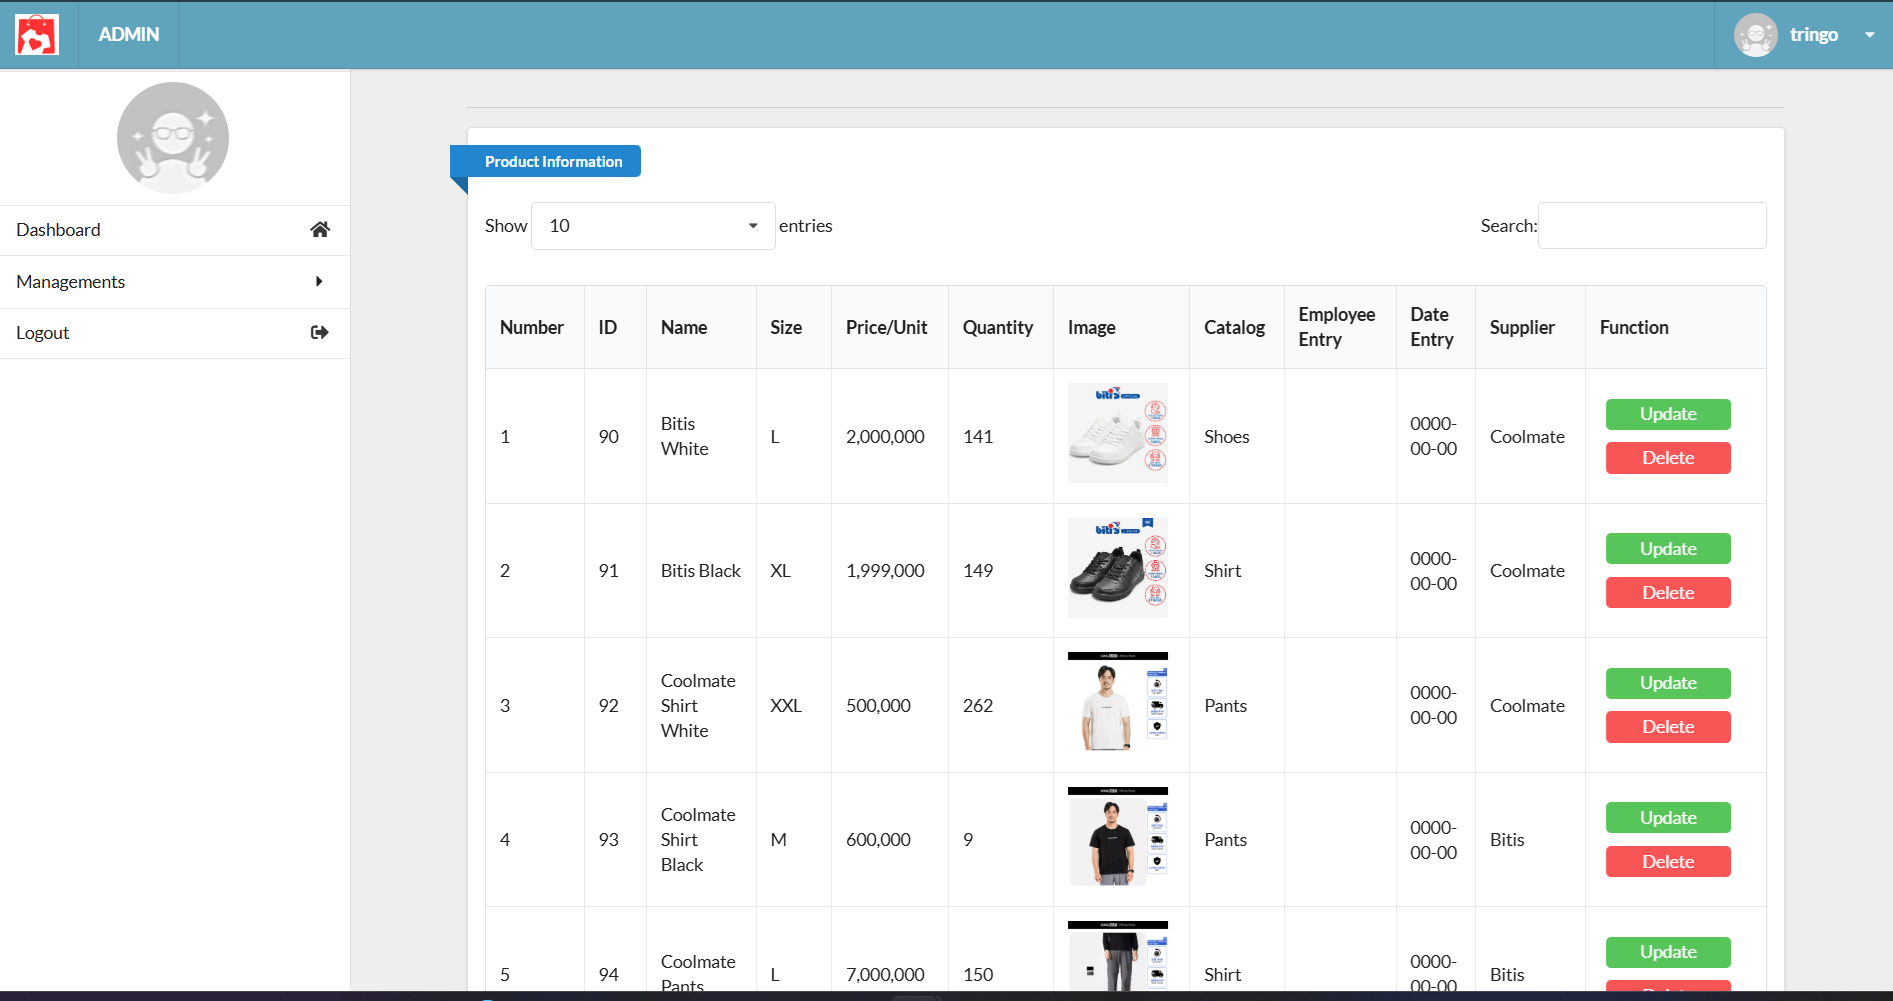 ADMIN
tringo
Dashboard
Managements
Logout
Product Information
Show 10 entries
Search:
Number ID Name Size Price/Unit Quantity Image Catalog Employee Entry Date Entry Supplier Function
1 90 Bitis White L 2,000,000 141 Shoes 0000-00-00 Coolmate Update Delete
biti's
2 91 Bitis Black XL 1,999,000 149 Shirt 0000-00-00 Coolmate Update Delete
biti's
3 92 Coolmate Shirt White XXL 500,000 262 Pants 0000-00-00 Coolmate Update Delete
4 93 Coolmate Shirt Black M 600,000 9 Pants 0000-00-00 Bitis Update Delete
5 94 Coolmate Pants L 7,000,000 150 Shirt 0000-00-00 Bitis Update Delete